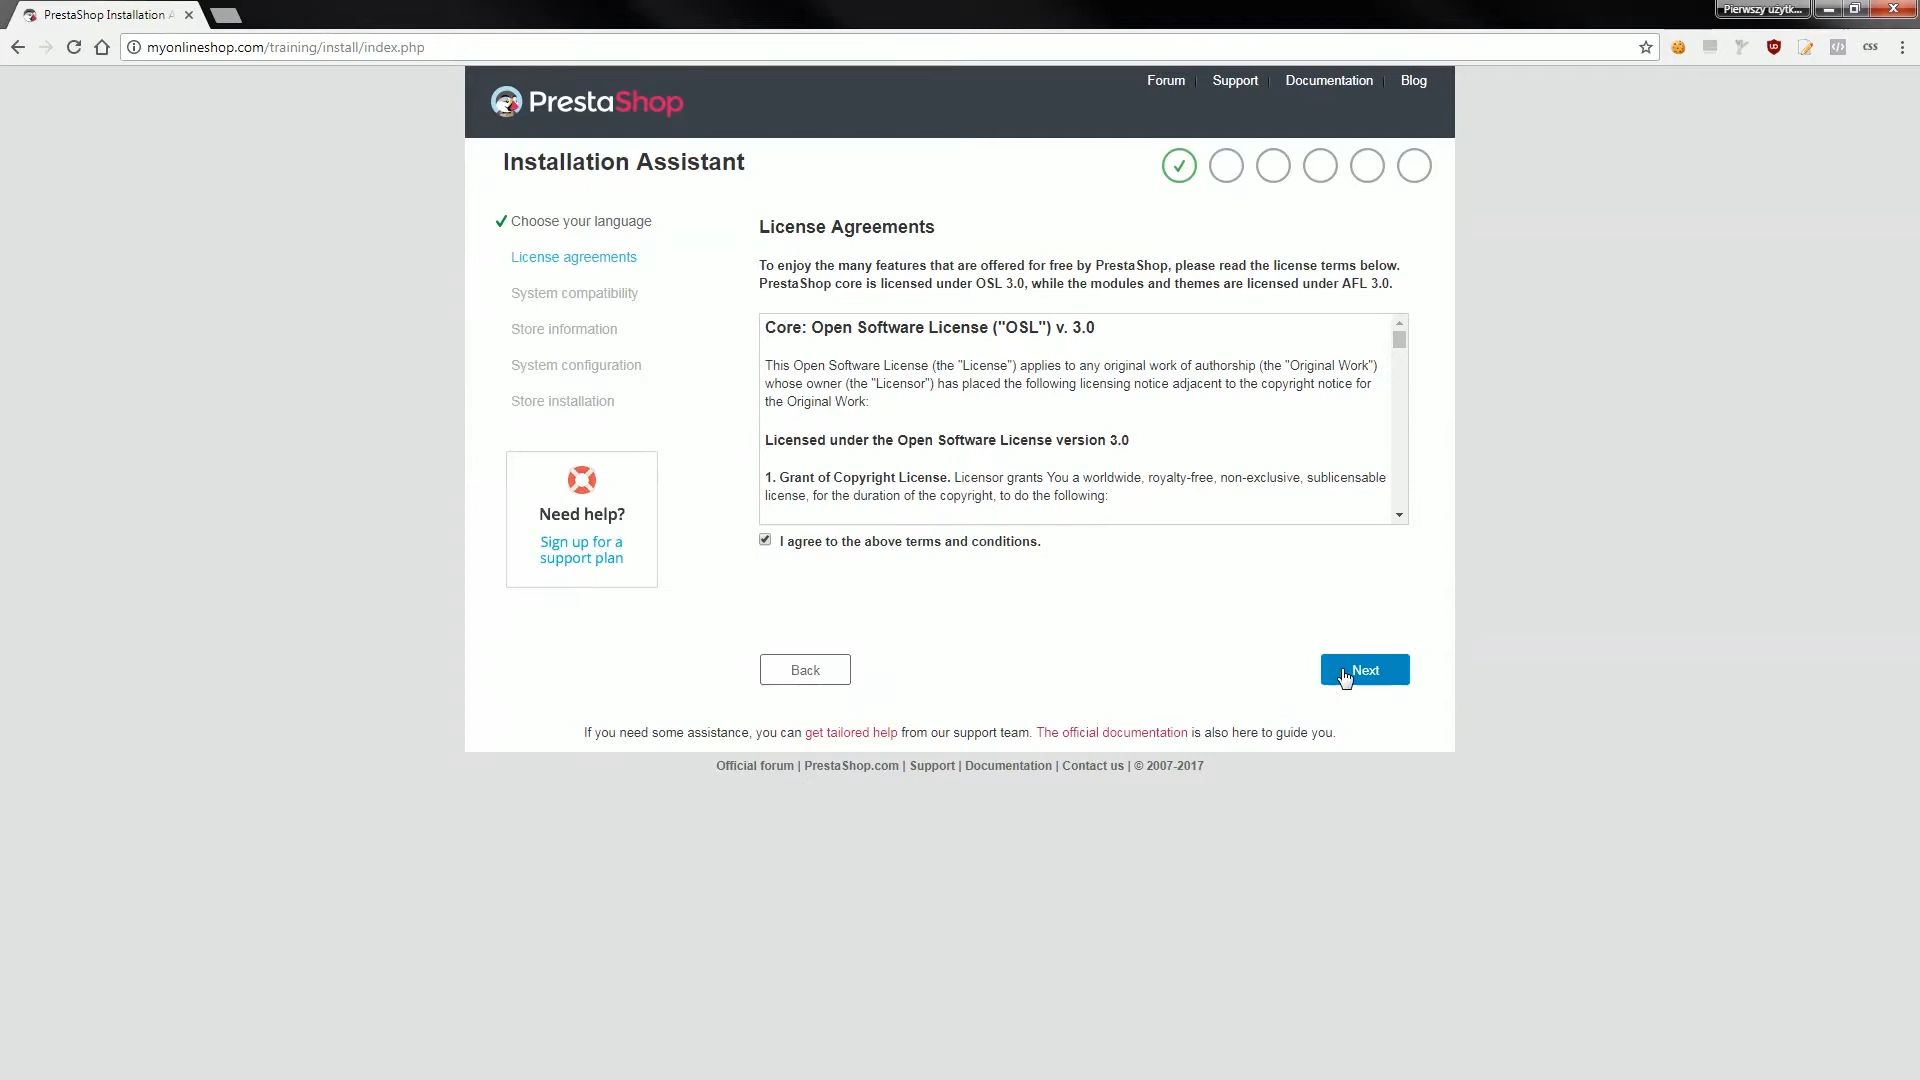 PrestaShop Installation A
Pierwszy użytk...
myonlineshop.com/training/install/index.php
css
PrestaShop
Forum
Support
Documentation
Blog
Installation Assistant
Choose your language
License agreements
System compatibility
Store information
System configuration
Store installation
Need help?
Sign up for a
support plan
License Agreements
To enjoy the many features that are offered for free by PrestaShop, please read the license terms below.
PrestaShop core is licensed under OSL 3.0, while the modules and themes are licensed under AFL 3.0.
Core: Open Software License ("OSL") v. 3.0
This Open Software License (the "License") applies to any original work of authorship (the "Original Work")
whose owner (the "Licensor") has placed the following licensing notice adjacent to the copyright notice for
the Original Work:
Licensed under the Open Software License version 3.0
1. Grant of Copyright License. Licensor grants You a worldwide, royalty-free, non-exclusive, sublicensable
license, for the duration of the copyright, to do the following:
I agree to the above terms and conditions.
Back
Next
If you need some assistance, you can get tailored help from our support team. The official documentation is also here to guide you.
Official forum | PrestaShop.com | Support | Documentation | Contact us | © 2007-2017